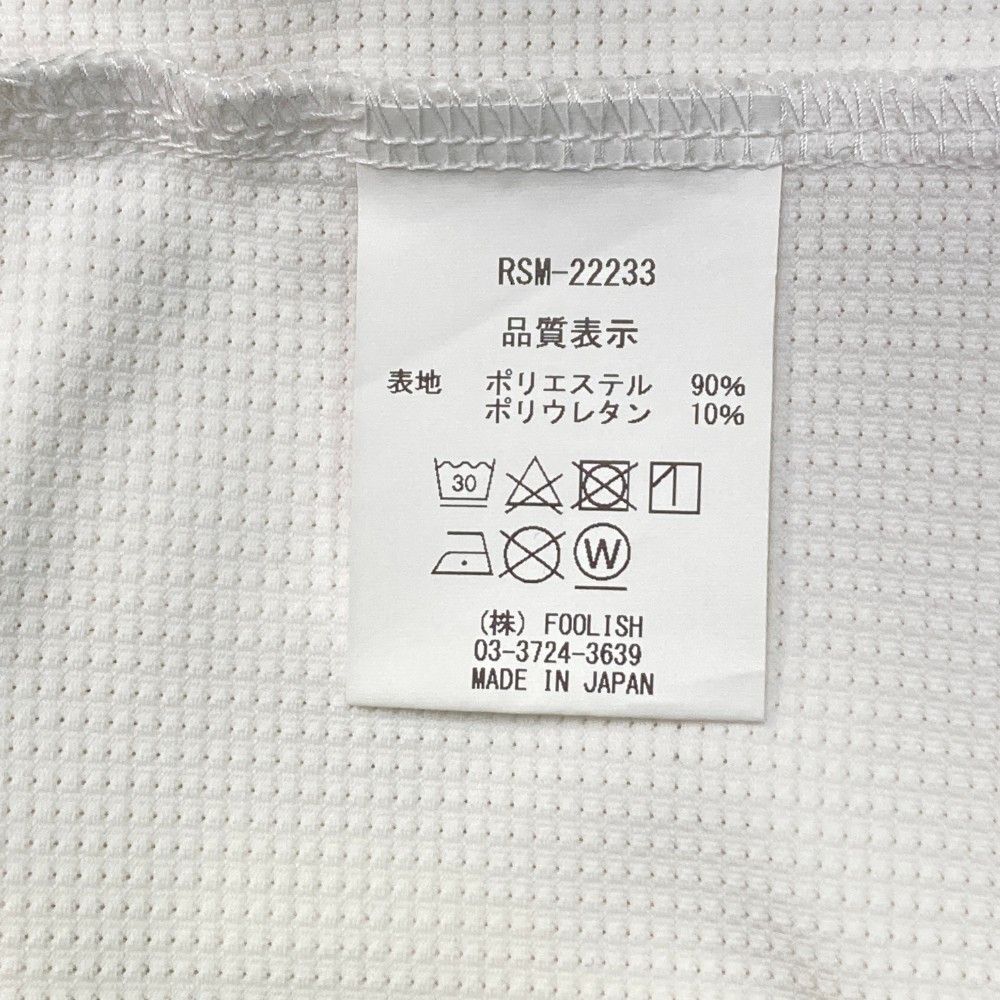 RSM-22233
品質表示
表地 ポリエステル 90%
ポリウレタン 10%
30
W
(株) FOOLISH
03-3724-3639
MADE IN JAPAN